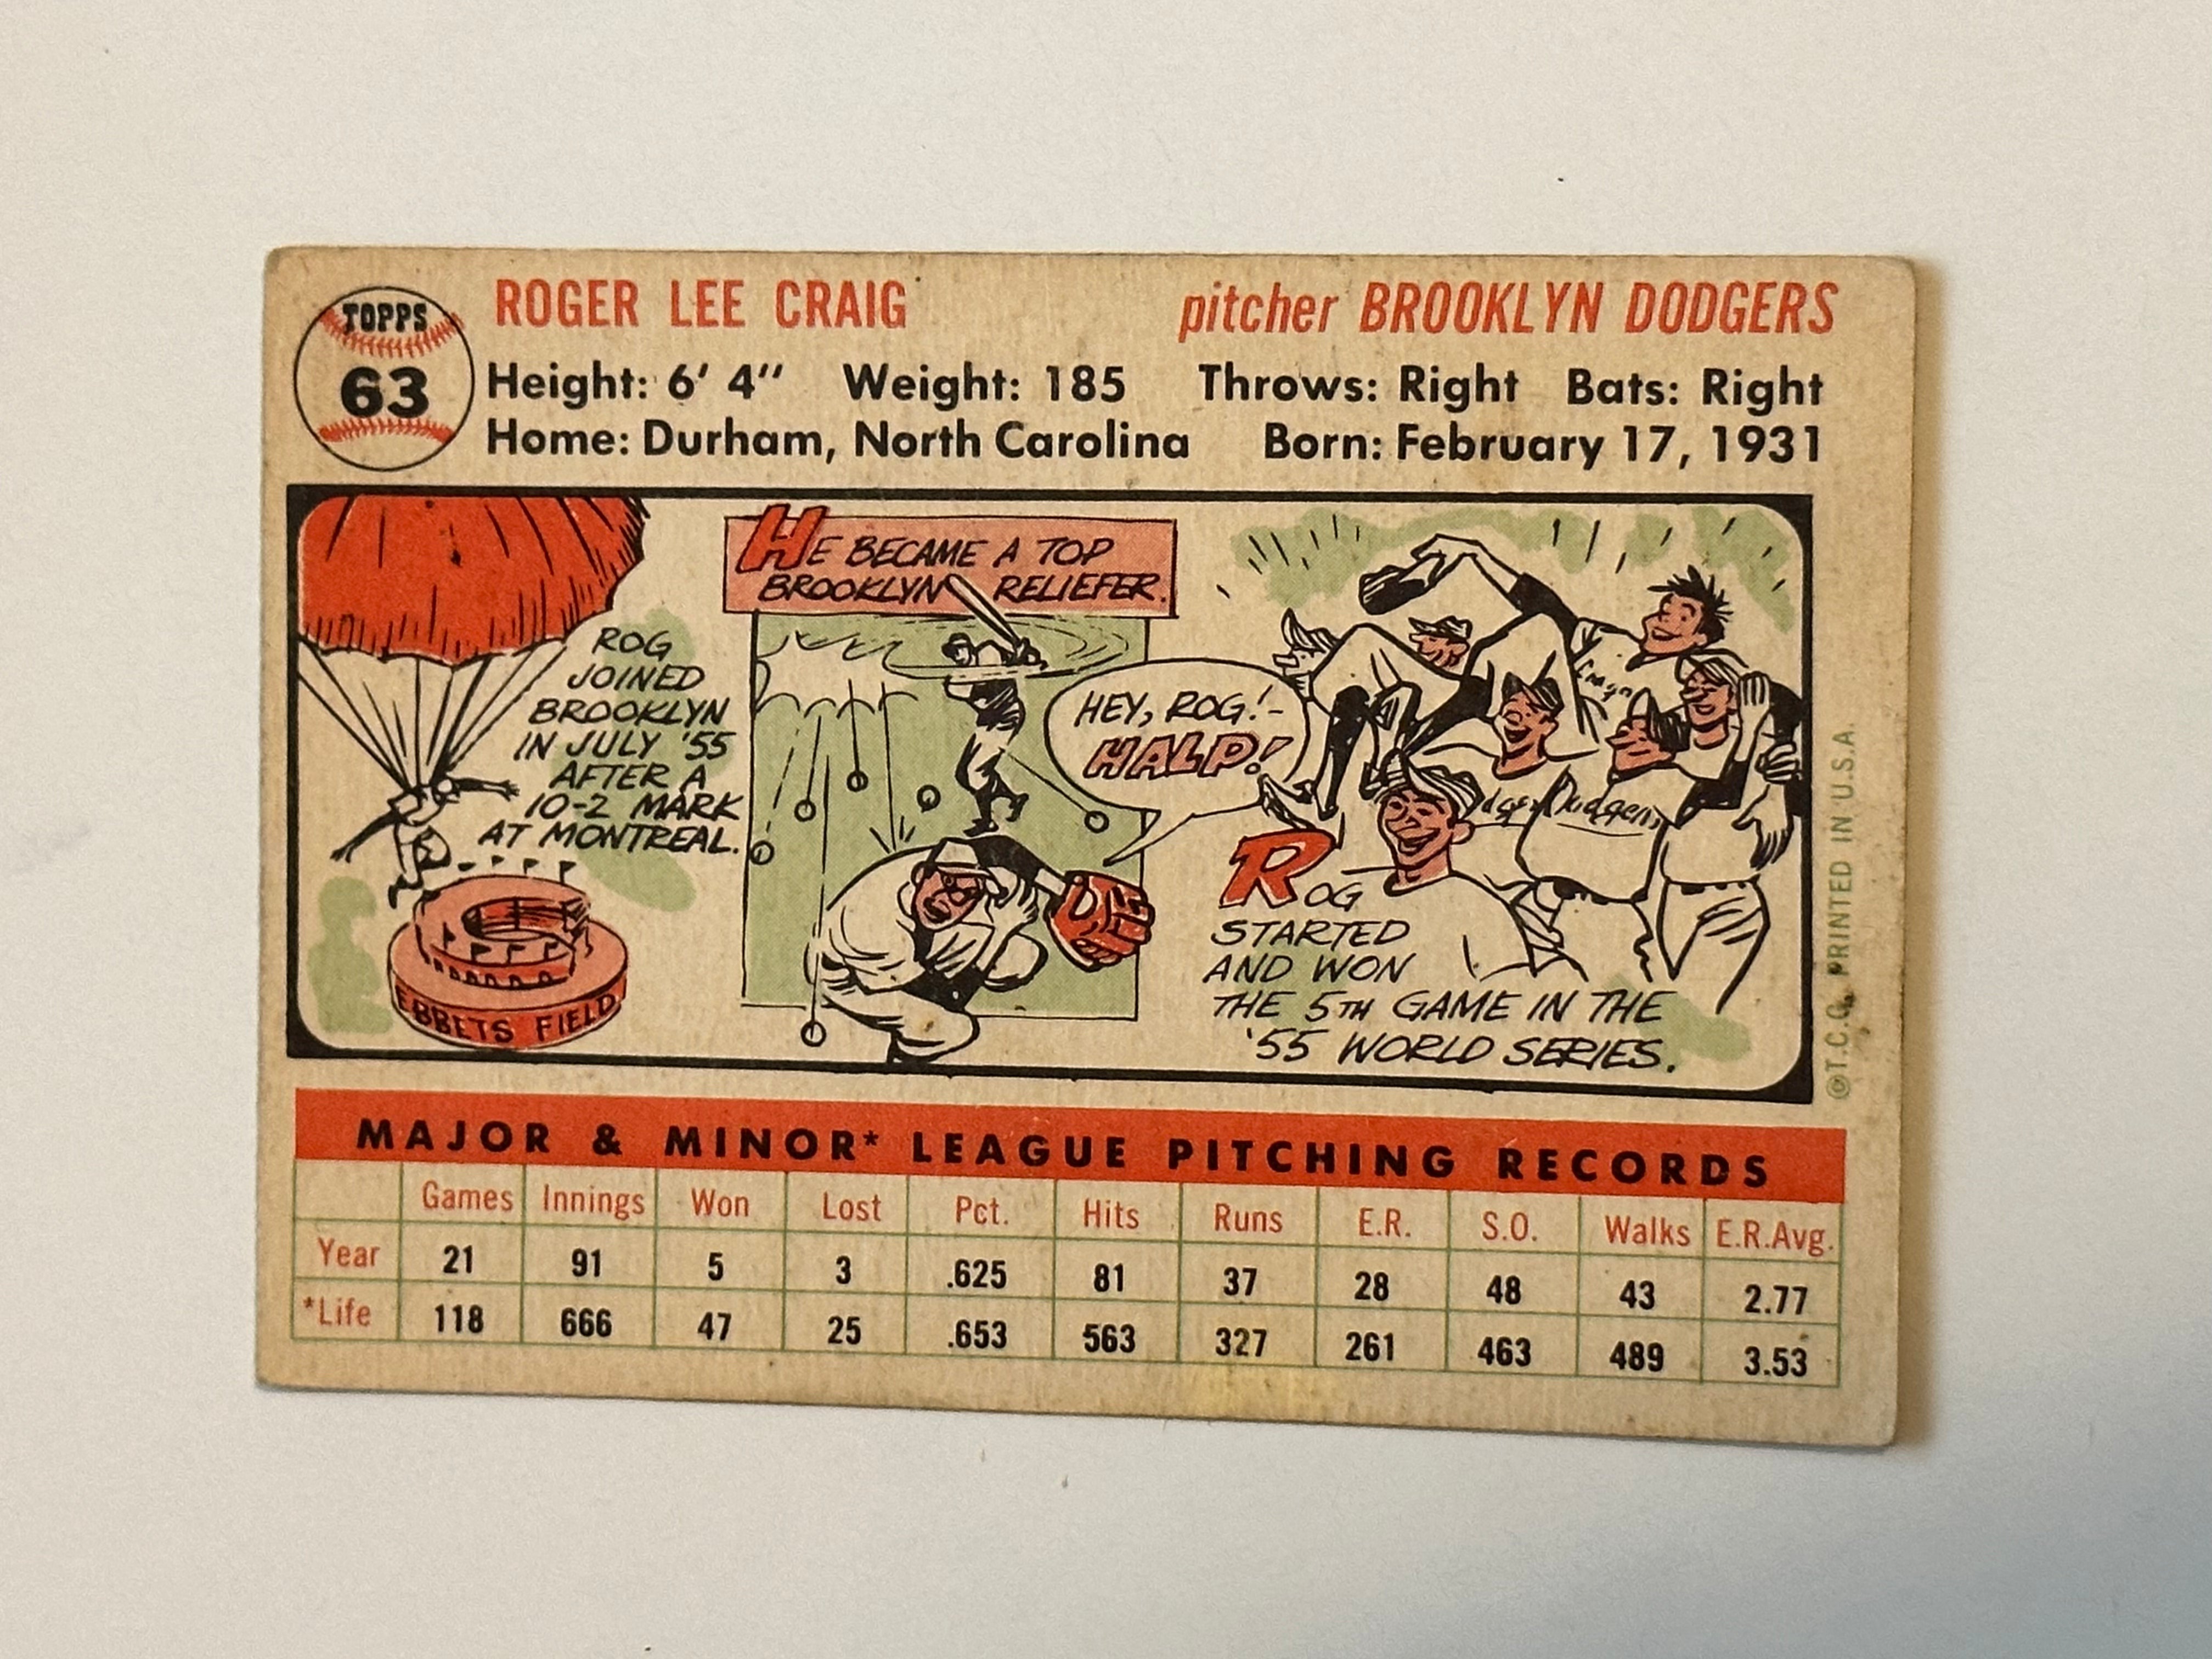 TOPPS
63
ROGER LEE CRAIG
pitcher BROOKLYN DODGERS
Height: 6' 4" Weight: 185 Throws: Right Bats: Right
Home: Durham, North Carolina Born: February 17, 1931
ROG
JOINED
BROOKLYN
IN JULY '55
AFTER A
10-2 MARK
AT MONTREAL.
EBBETS FIELD
HE BECAME A TOP
BROOKLYN RELIEFER.
HEY, ROG!-
HALP!
Dodgers
ROG
STARTED
AND WON
THE 5TH GAME IN THE
'55 WORLD SERIES.
©T.C.G. PRINTED IN U.S.A.
MAJOR & MINOR* LEAGUE PITCHING RECORDS
Games Innings Won Lost Pct. Hits Runs E.R. S.O. Walks E.R.Avg.
Year 21 91 5 3 .625 81 37 28 48 43 2.77
*Life 118 666 47 25 .653 563 327 261 463 489 3.53